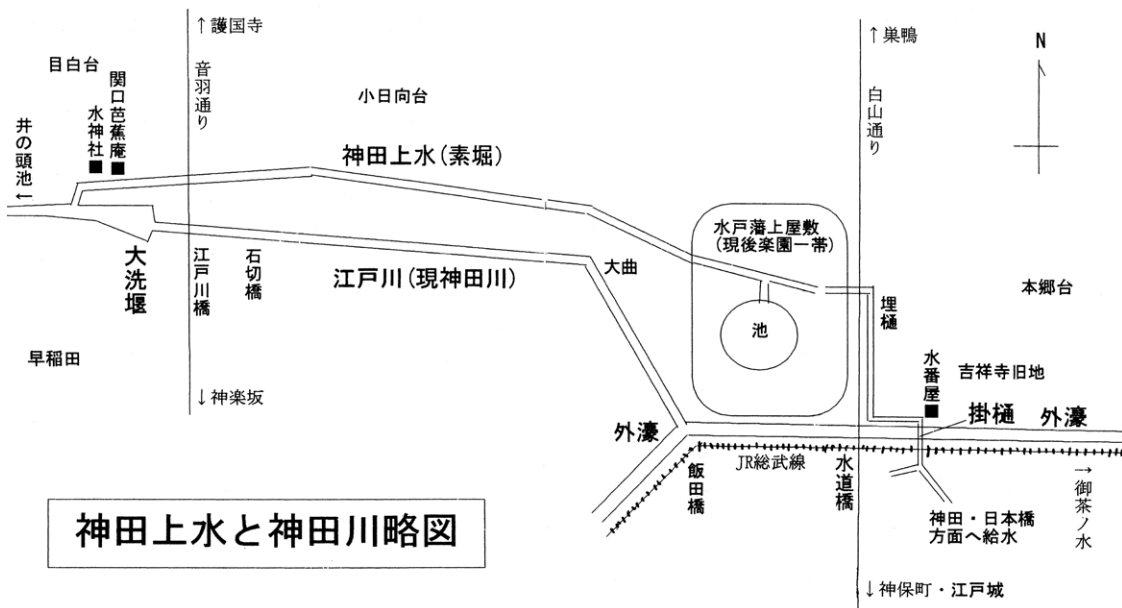 ↑護国寺
↑巣鴨
N
目白台
関口芭蕉庵
水神社
音羽通り
小日向台
白山通り
井の頭池←
神田上水(素堀)
水戸藩上屋敷
(現後楽園一帯)
大洗堰
江戸川橋
石切橋
江戸川(現神田川)
大曲
本郷台
埋樋
池
早稲田
水番屋
吉祥寺旧地
↓神楽坂
外濠
掛樋
外濠
JR総武線
飯田橋
水道橋
→御茶ノ水
神田・日本橋
方面へ給水
神田上水と神田川略図
↓神保町・江戸城